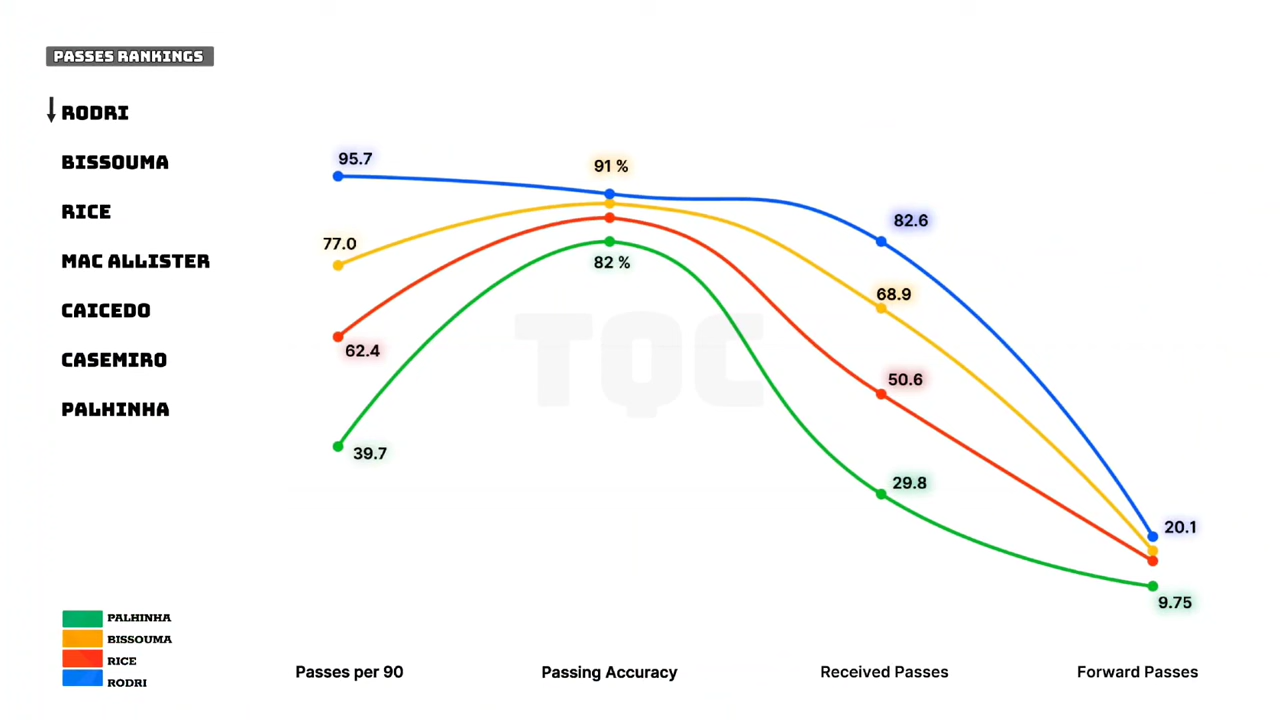 PASSES RANKINGS
RODRI
BISSOUMA
RICE
MAC ALLISTER
CAICEDO
CASEMIRO
PALHINHA
95.7
91 %
82.6
77.0
82 %
68.9
62.4
50.6
39.7
29.8
20.1
9.75
TQC
PALHINHA
BISSOUMA
RICE
RODRI
Passes per 90
Passing Accuracy
Received Passes
Forward Passes